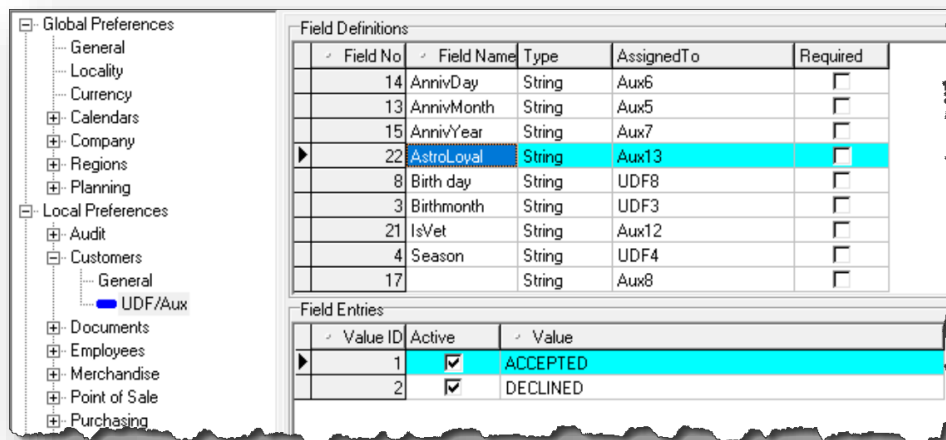 Global Preferences
General
Locality
Currency
Calendars
Company
Regions
Planning
Local Preferences
Audit
Customers
General
UDF/Aux
Documents
Employees
Merchandise
Point of Sale
Purchasing
Field Definitions
Field No Field Name Type AssignedTo Required
14 AnnivDay String Aux6
13 AnnivMonth String Aux5
15 AnnivYear String Aux7
22 AstroLoyal String Aux13
8 Birth day String UDF8
3 Birthmonth String UDF3
21 IsVet String Aux12
4 Season String UDF4
17 String Aux8
Field Entries
Value ID Active Value
1 ACCEPTED
2 DECLINED